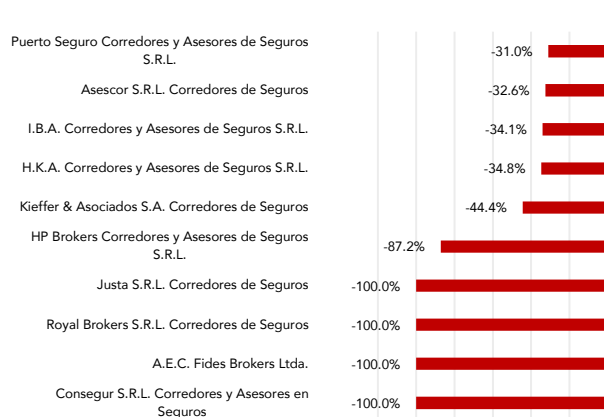 Puerto Seguro Corredores y Asesores de Seguros
S.R.L.
-31.0%
Asescor S.R.L. Corredores de Seguros
-32.6%
I.B.A. Corredores y Asesores de Seguros S.R.L.
-34.1%
H.K.A. Corredores y Asesores de Seguros S.R.L.
-34.8%
Kieffer & Asociados S.A. Corredores de Seguros
-44.4%
HP Brokers Corredores y Asesores de Seguros
S.R.L.
-87.2%
Justa S.R.L. Corredores de Seguros
-100.0%
Royal Brokers S.R.L. Corredores de Seguros
-100.0%
A.E.C. Fides Brokers Ltda.
-100.0%
Consegur S.R.L. Corredores y Asesores en
Seguros
-100.0%